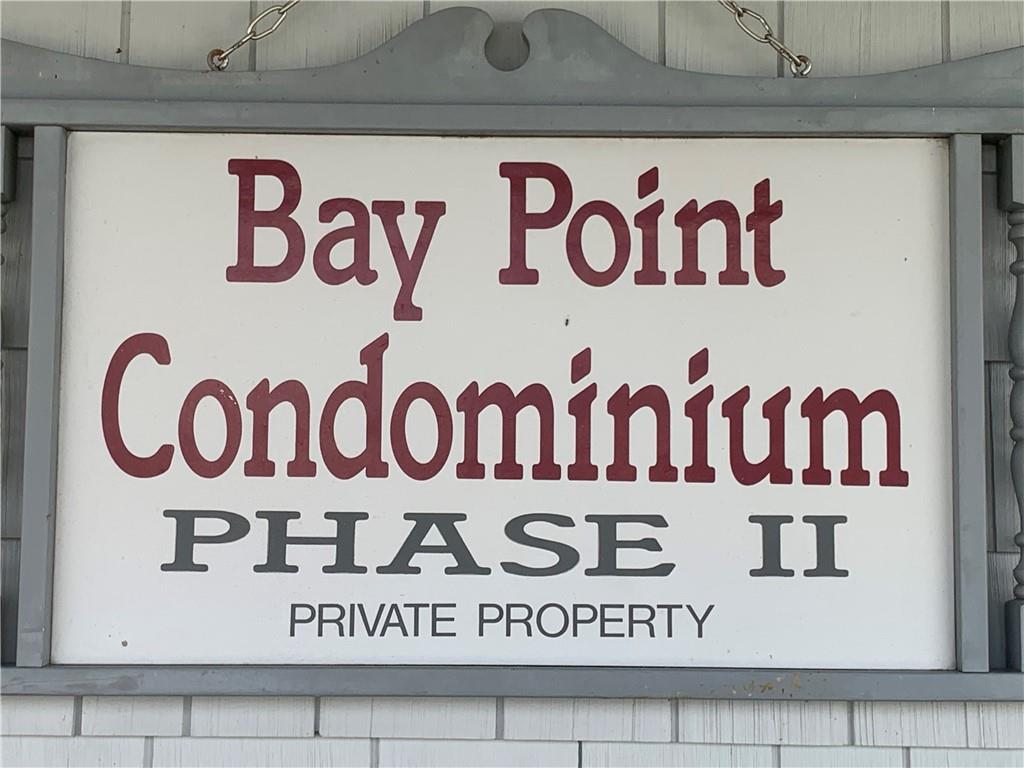 Bay Point
Condominium
PHASE II
PRIVATE PROPERTY